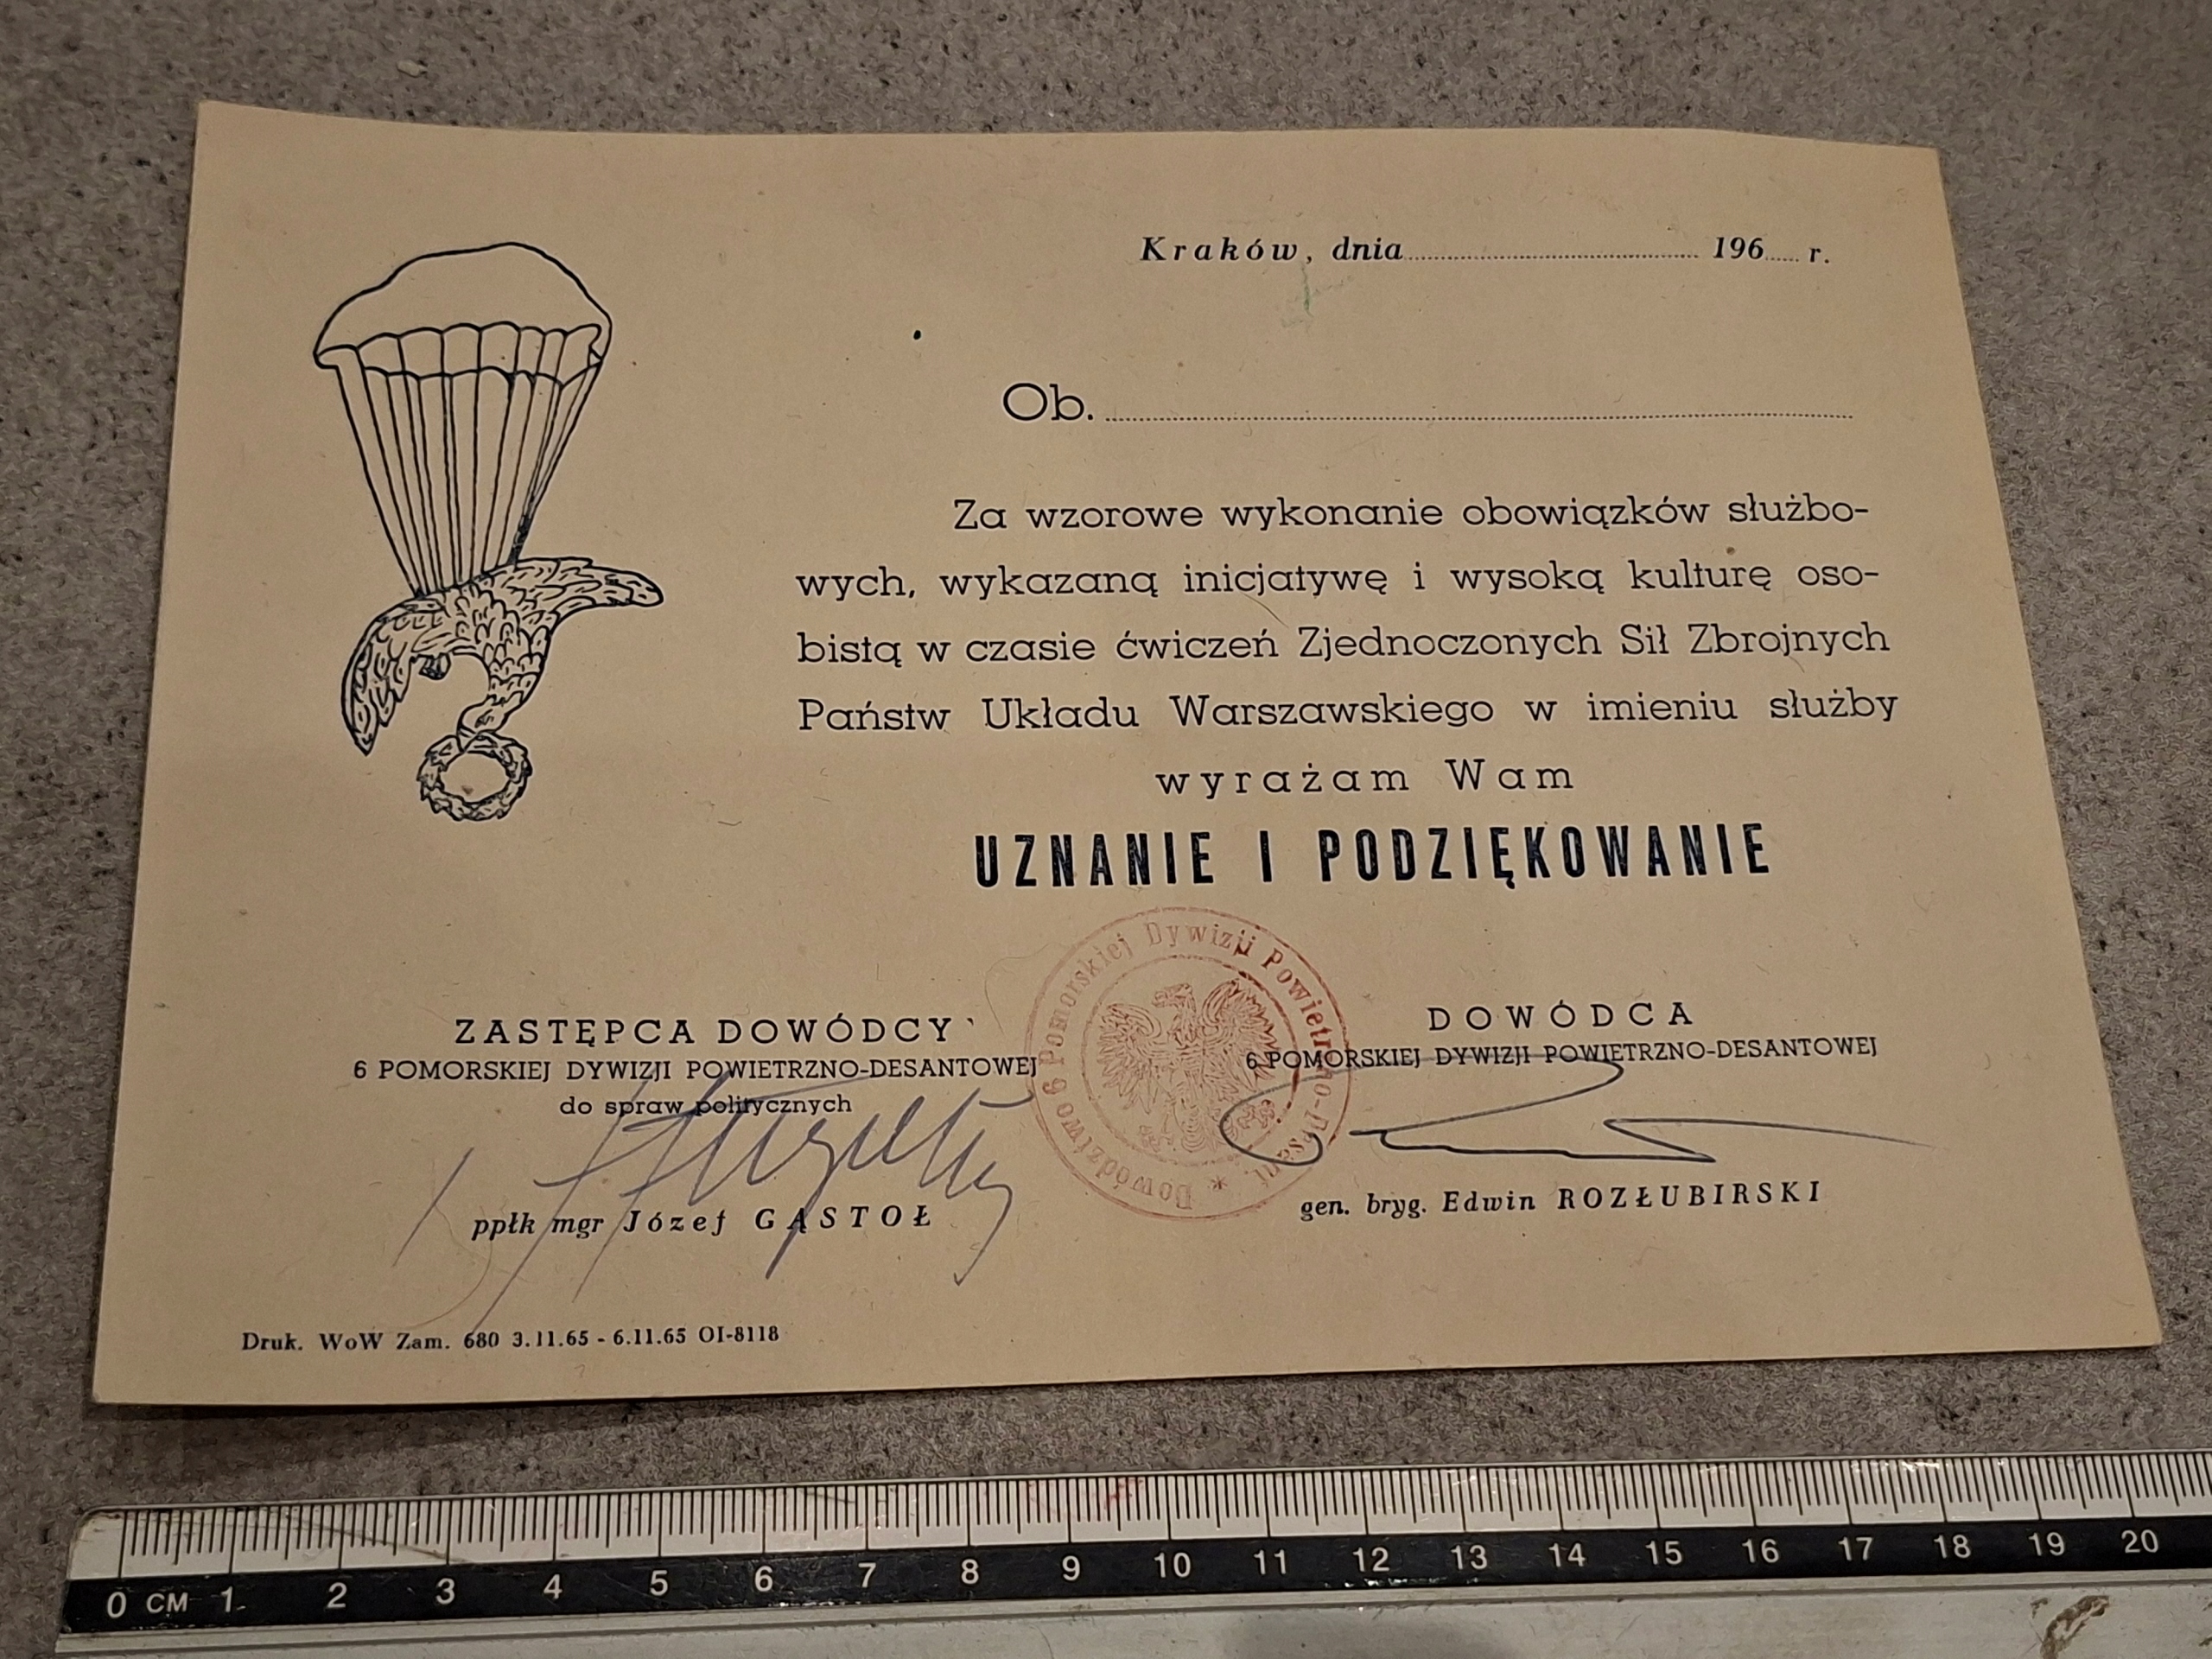 Kraków, dnia.................... 196..... r.
Ob. ....................
Za wzorowe wykonanie obowiązków służbo-
wych, wykazaną inicjatywę i wysoką kulturę oso-
bistą w czasie ćwiczeń Zjednoczonych Sił Zbrojnych
Państw Układu Warszawskiego w imieniu służby
wyrażam Wam
UZNANIE I PODZIĘKOWANIE
Dowództwo 6 Pomorskiej Dywizji Powietrzno-Desant. *
ZASTĘPCA DOWÓDCY
6 POMORSKIEJ DYWIZJI POWIETRZNO-DESANTOWEJ
do spraw politycznych
ppłk mgr Józef GĄSTOŁ
DOWÓDCA
6 POMORSKIEJ DYWIZJI POWIETRZNO-DESANTOWEJ
gen. bryg. Edwin ROZŁUBIRSKI
Druk. WoW Zam. 680 3.11.65 - 6.11.65 OI-8118
0 CM 1 2 3 4 5 6 7 8 9 10 11 12 13 14 15 16 17 18 19 20